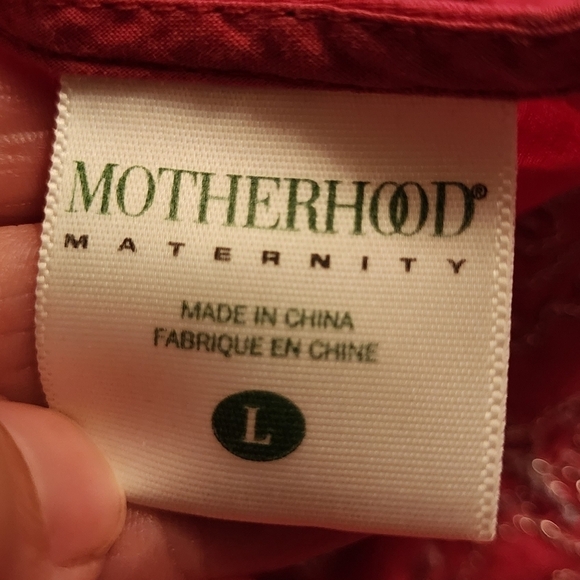 MOTHERHOOD®
MATERNITY
MADE IN CHINA
FABRIQUE EN CHINE
L